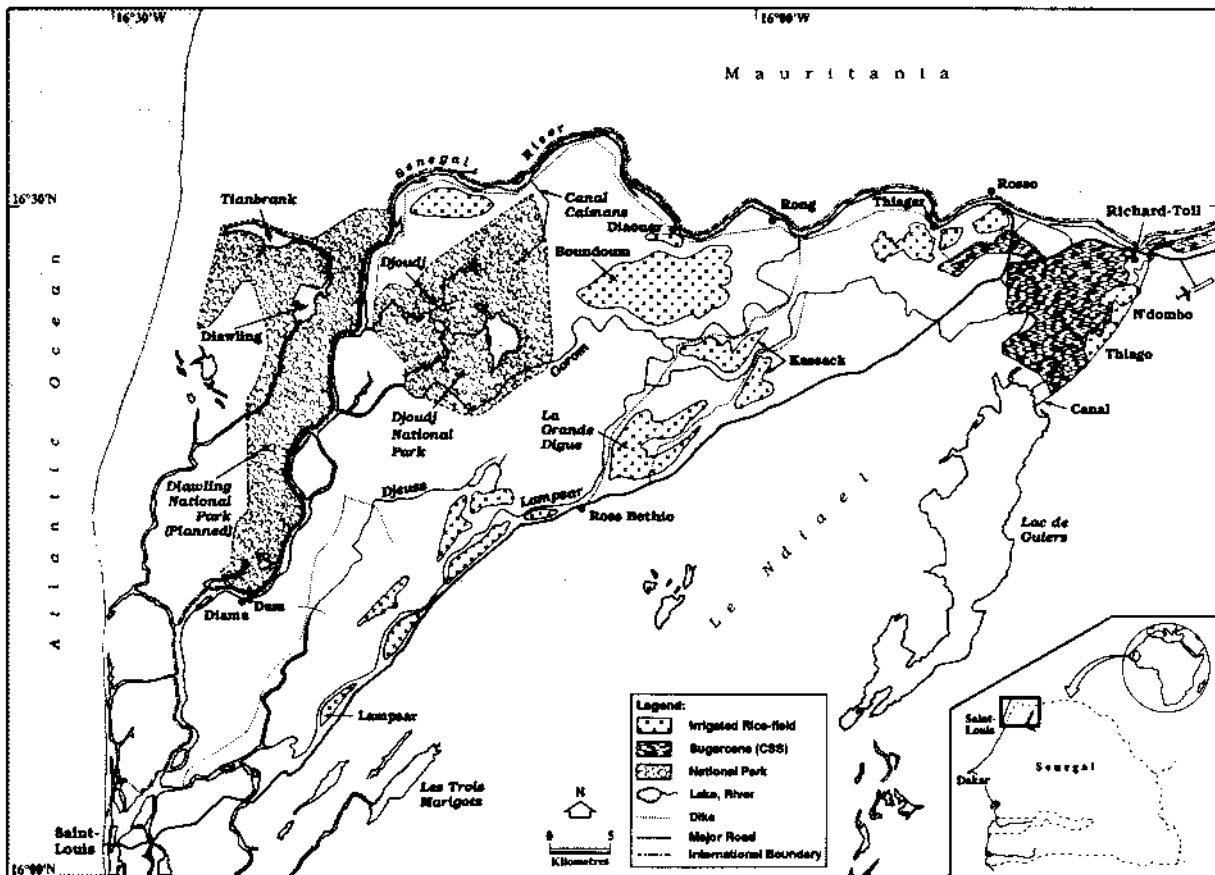 16°30'W
16°00'W
Mauritania
Senegal River
16°30'N
Tianbrank
Canal Caimans
Diaouar
Rong
Thiagar
Rosso
Richard-Toll
Djoudj
Boundoum
Atlantic Ocean
Diawling
N'dombo
Thiago
Kassack
Gorom
Canal
Djoudj
National
Park
La
Grande
Digue
Diawling
National
Park
(Planned)
Djeuss
Lampsar
Ross Bethio
Lac de
Guiers
Le Ndiael
Diama
Dam
Lampsar
Les Trois
Marigots
Saint-
Louis
16°00'N
N
0 5
Kilometres
Legend:
Irrigated Rice-field
Sugarcane (CSS)
National Park
Lake, River
Dike
Major Road
International Boundary
Saint-
Louis
Dakar
Senegal